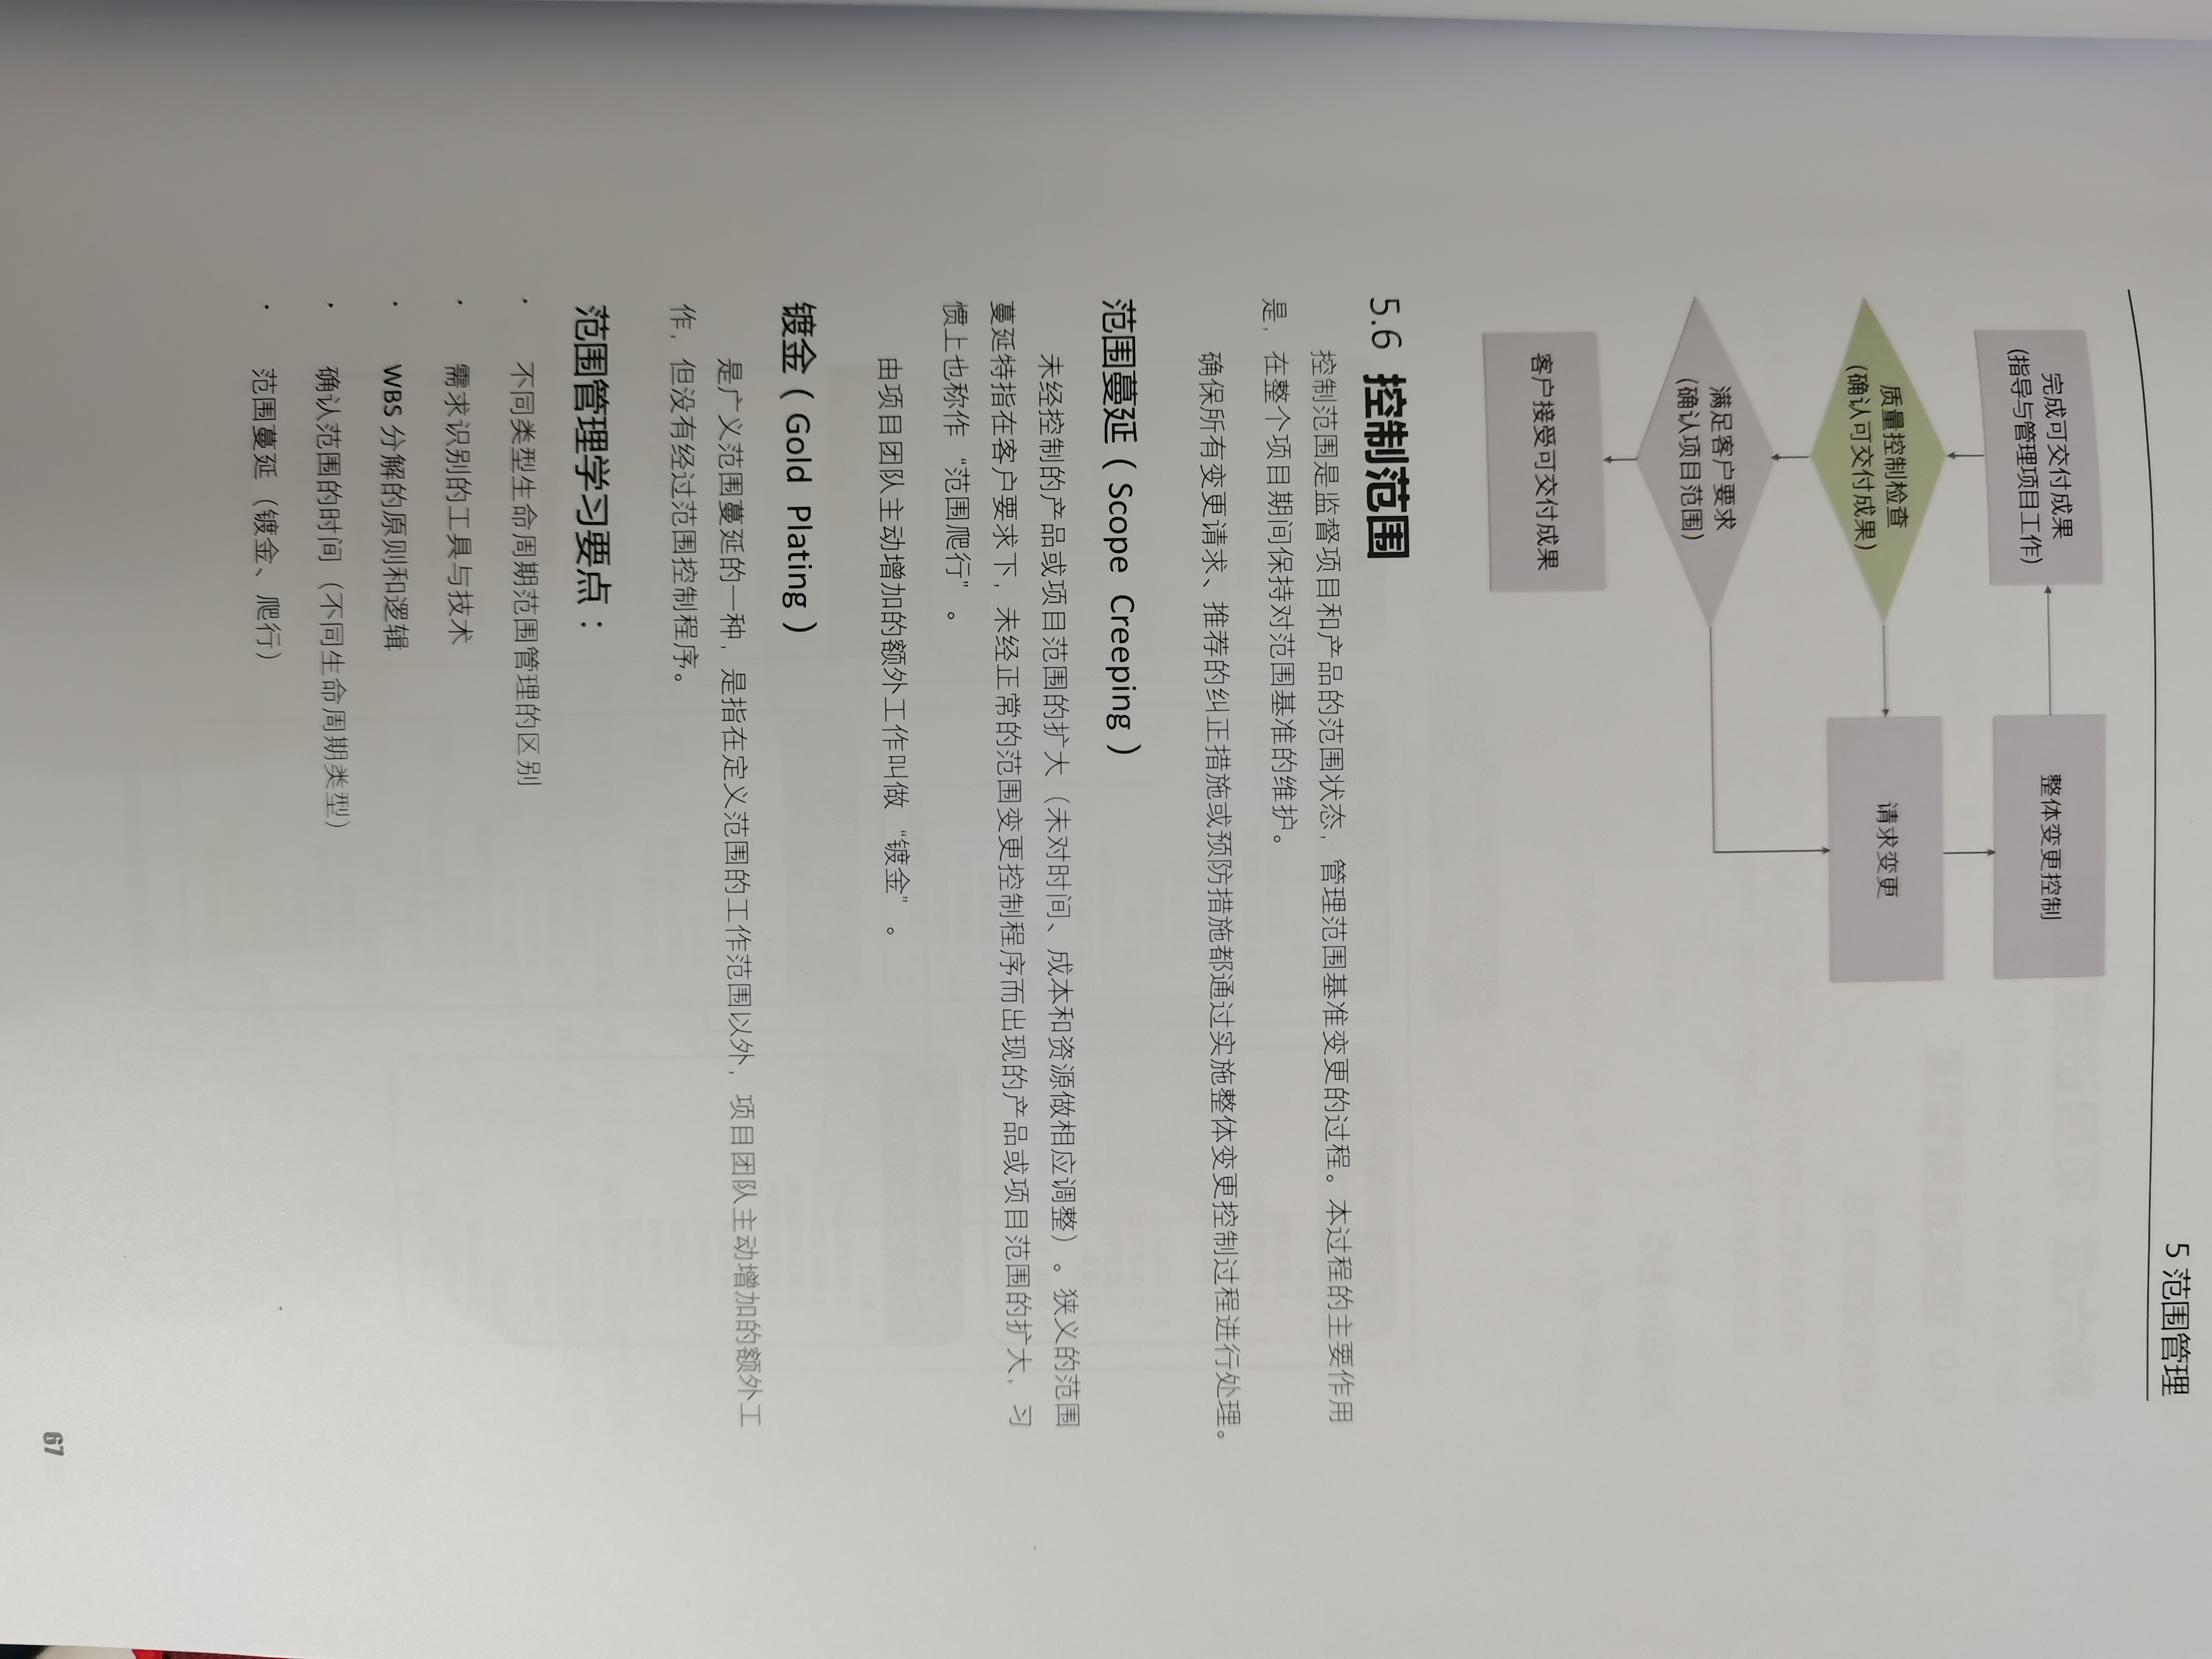 5 范围管理
完成可交付成果
(指导与管理项目工作)
整体变更控制
质量控制检查
(确认可交付成果)
请求变更
满足客户要求
(确认项目范围)
客户接受可交付成果
5.6 控制范围
控制范围是监督项目和产品的范围状态，管理范围基准变更的过程。本过程的主要作用
是，在整个项目期间保持对范围基准的维护。
确保所有变更请求、推荐的纠正措施或预防措施都通过实施整体变更控制过程进行处理。
范围蔓延（Scope Creeping）
未经控制的产品或项目范围的扩大（未对时间、成本和资源做相应调整）。狭义的范围
蔓延特指在客户要求下，未经正常的范围变更控制程序而出现的产品或项目范围的扩大，习
惯上也称作“范围爬行”。
由项目团队主动增加的额外工作叫做“镀金”。
镀金（Gold Plating）
是广义范围蔓延的一种，是指在定义范围的工作范围以外，项目团队主动增加的额外工
作，但没有经过范围控制程序。
范围管理学习要点：
· 不同类型生命周期范围管理的区别
· 需求识别的工具与技术
· WBS 分解的原则和逻辑
· 确认范围的时间（不同生命周期类型）
· 范围蔓延（镀金、爬行）
67